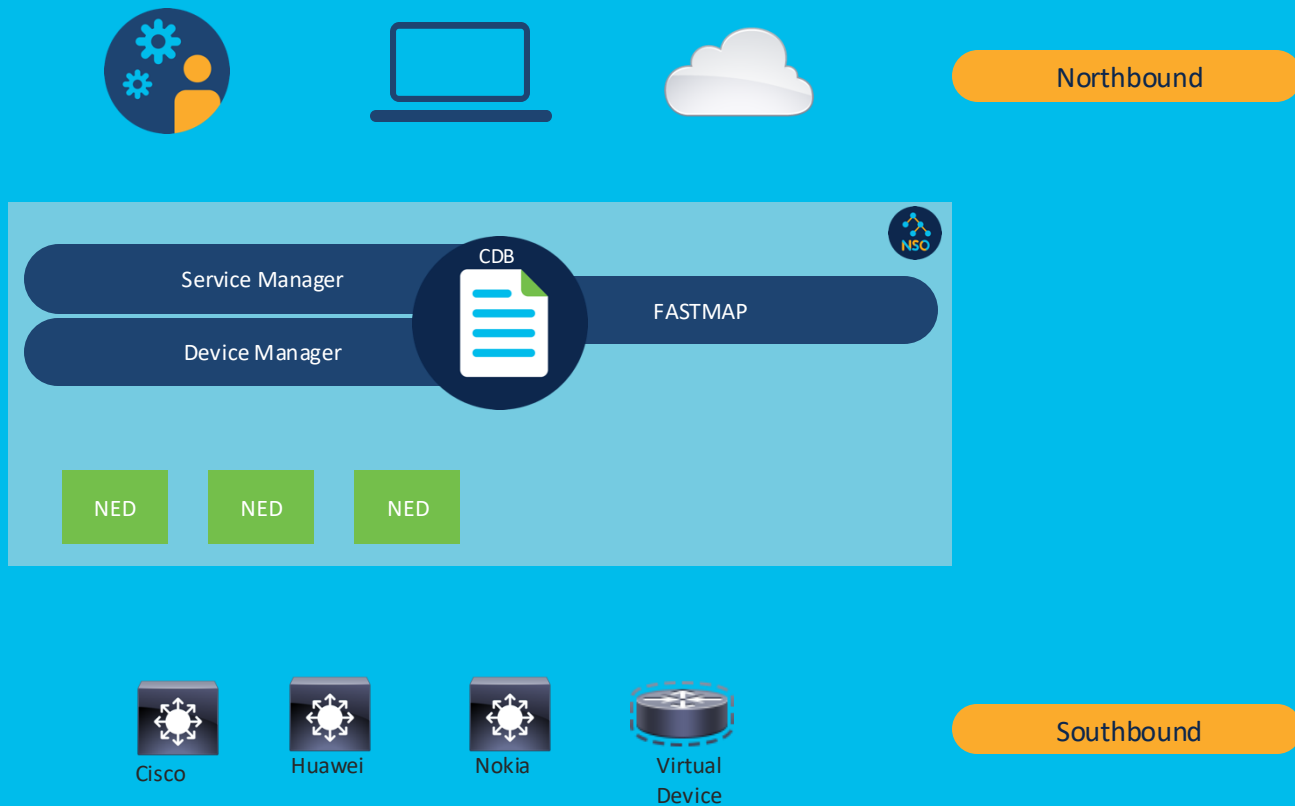 Northbound
NSO
CDB
Service Manager
FASTMAP
Device Manager
NED
NED
NED
Southbound
Cisco
Huawei
Nokia
Virtual
Device